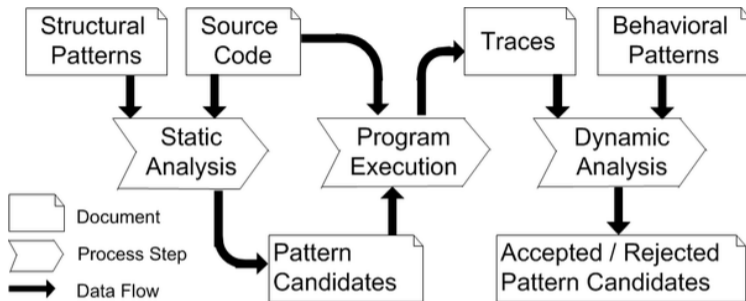 Structural
Patterns
Source
Code
Traces
Behavioral
Patterns
Static
Analysis
Program
Execution
Dynamic
Analysis
Document
Process Step
Data Flow
Pattern
Candidates
Accepted / Rejected
Pattern Candidates